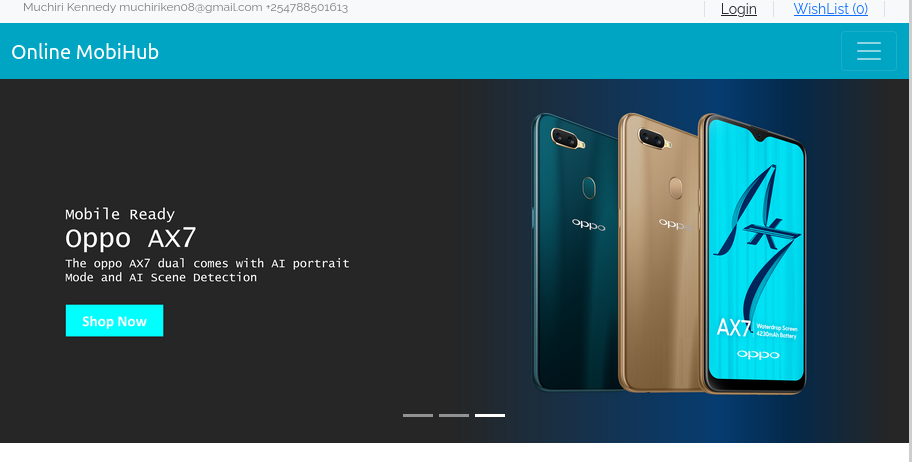 Muchiri Kennedy muchiriken08@gmail.com +254788501613
Login
WishList (0)
Online MobiHub
Mobile Ready
Oppo AX7
The oppo AX7 dual comes with AI portrait
Mode and AI Scene Detection
Shop Now
oppo
oppo
AX7
AX7 Waterdrop Screen
4230mAh Battery
oppo